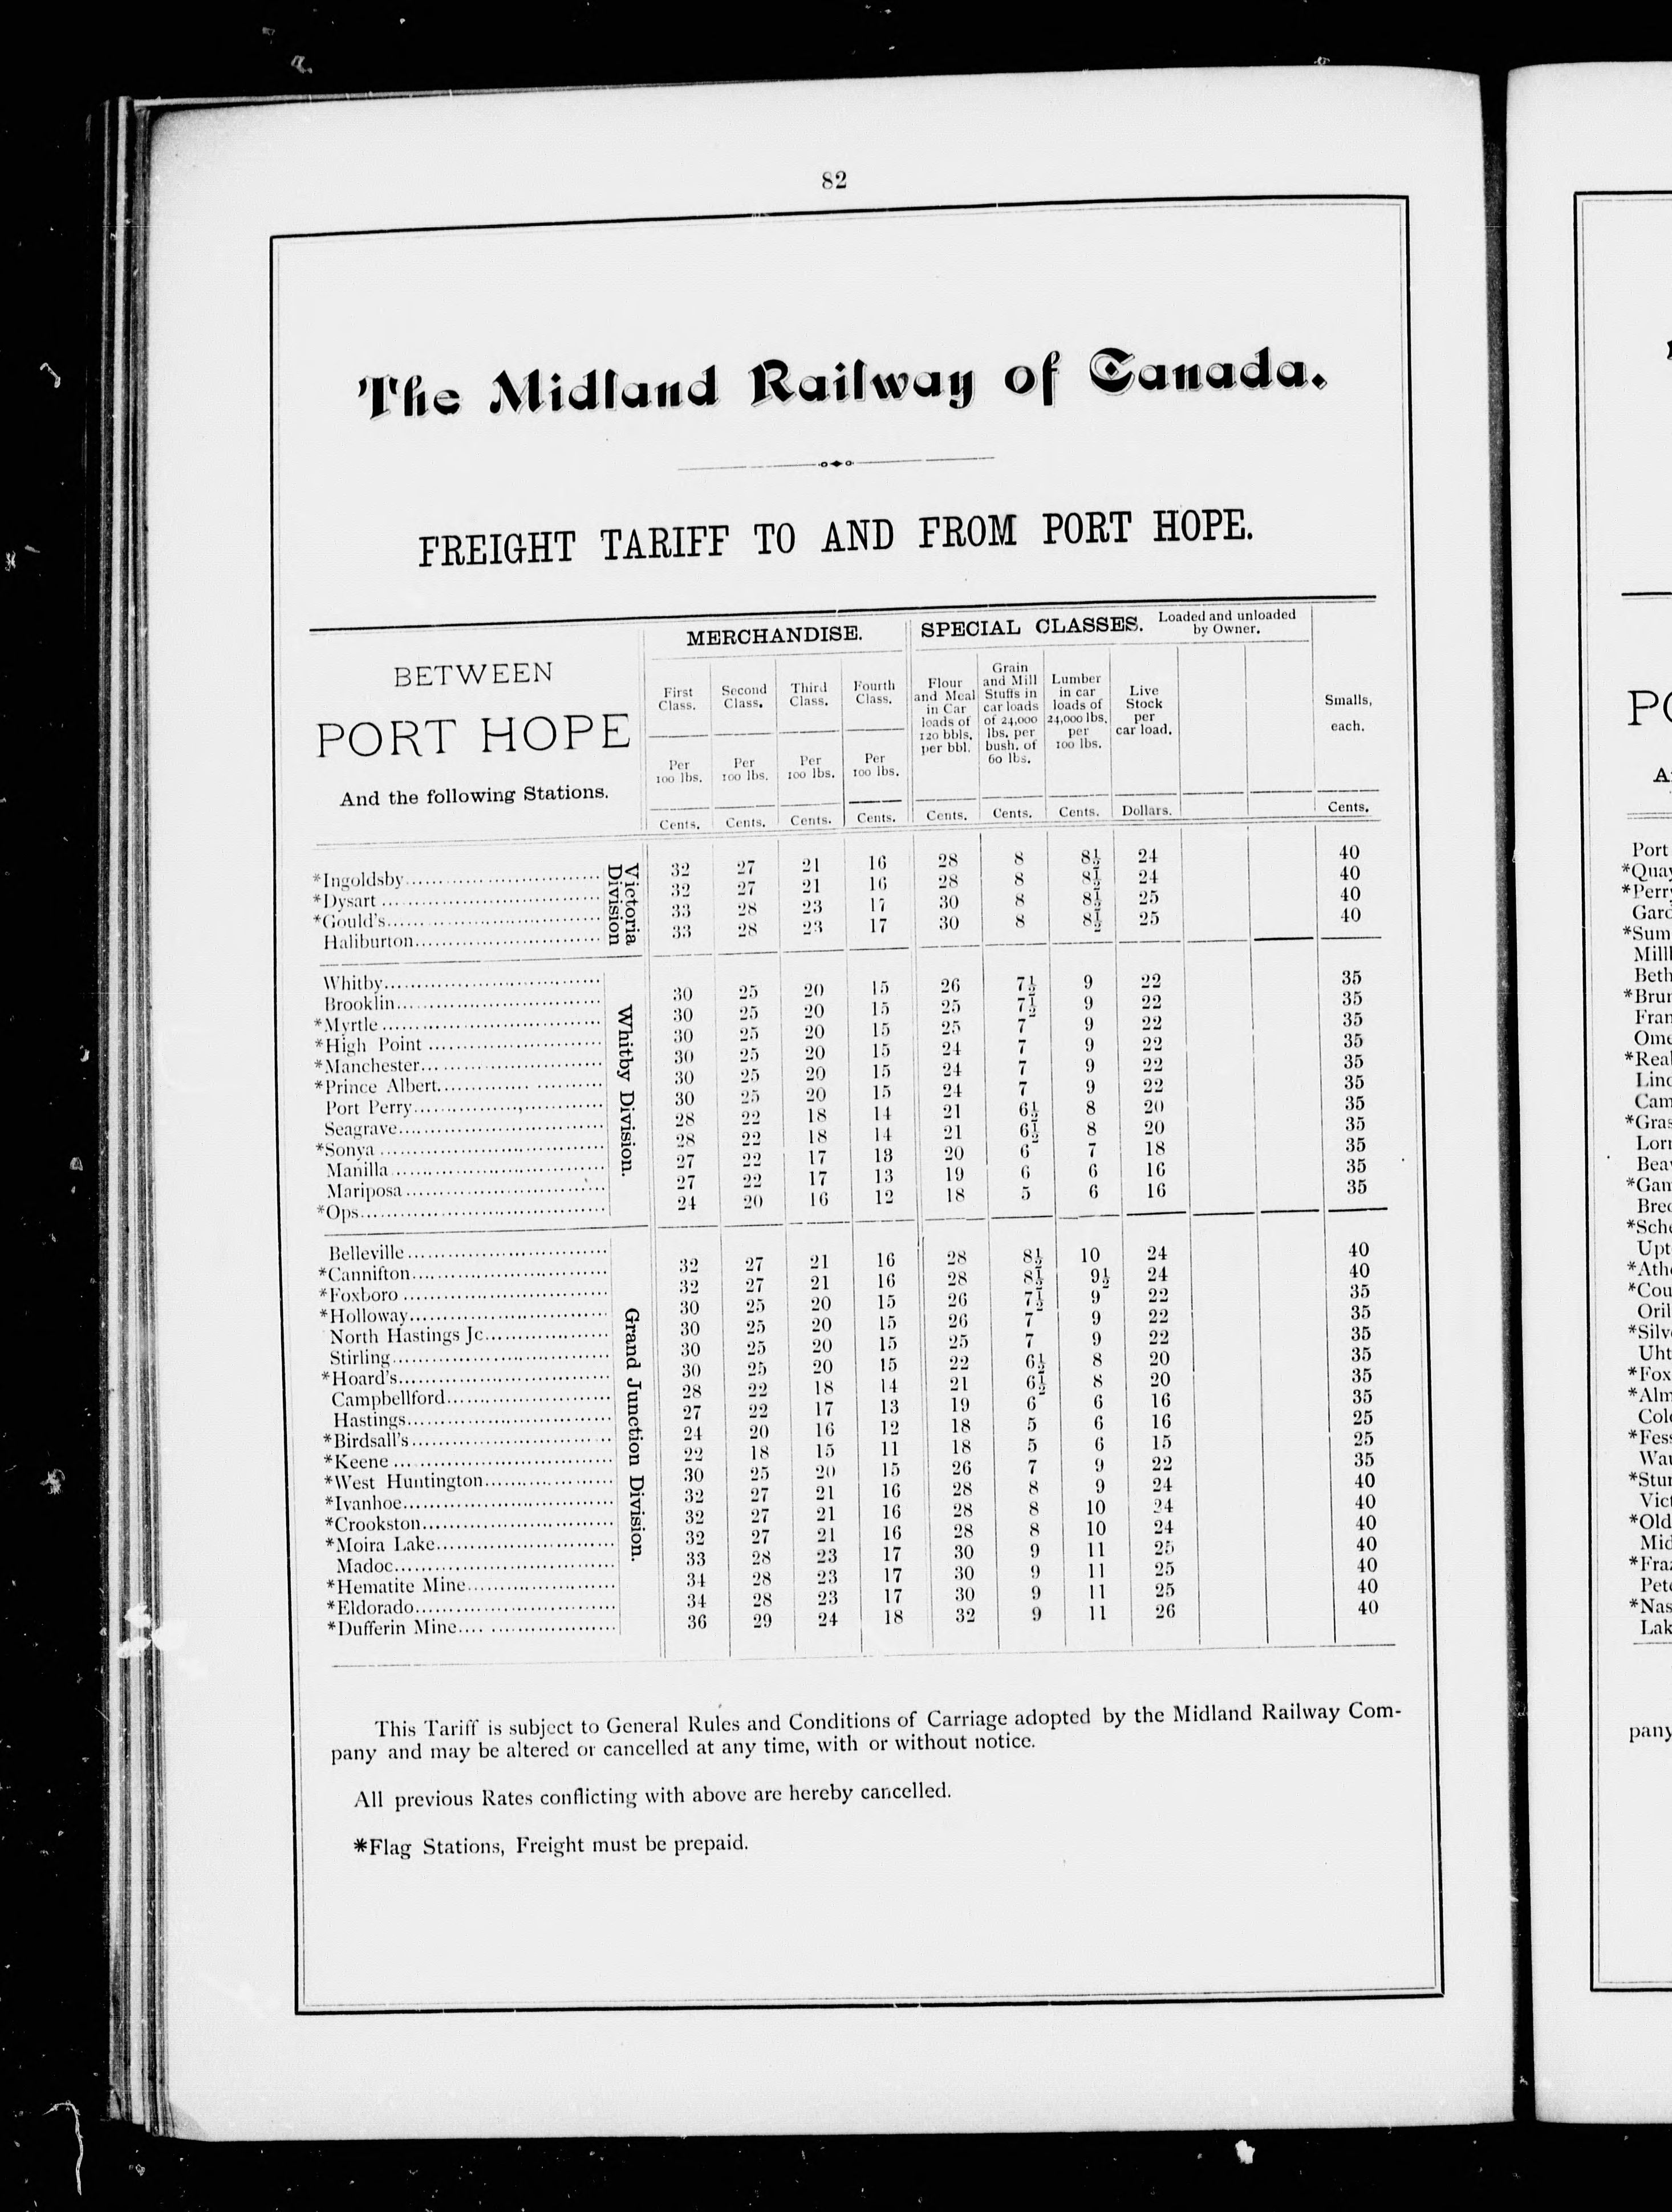 82
The Midland Railway of Canada.
FREIGHT TARIFF TO AND FROM PORT HOPE.
BETWEEN
PORT HOPE
And the following Stations.
MERCHANDISE.
SPECIAL CLASSES. Loaded and unloaded
by Owner.
First
Class.
Per
100 lbs.
Cents.
Second
Class.
Per
100 lbs.
Cents.
Third
Class.
Per
100 lbs.
Cents.
Fourth
Class.
Per
100 lbs.
Cents.
Flour
and Meal
in Car
loads of
120 bbls.
per bbl.
Cents.
Grain
and Mill
Stuffs in
car loads
of 24,000
lbs. per
bush. of
60 lbs.
Cents.
Lumber
in car
loads of
24,000 lbs.
per
100 lbs.
Cents.
Live
Stock
per
car load.
Dollars.
Smalls,
each.
Cents.
Victoria
Division
*Ingoldsby 32 27 21 16 28 8 8½ 24 40
*Dysart 32 27 21 16 28 8 8½ 24 40
*Gould's 33 28 23 17 30 8 8½ 25 40
Haliburton 33 28 23 17 30 8 8½ 25 40
Whitby Division.
Whitby
Brooklin 30 25 20 15 26 7½ 9 22 35
*Myrtle 30 25 20 15 25 7½ 9 22 35
*High Point 30 25 20 15 25 7 9 22 35
*Manchester 30 25 20 15 24 7 9 22 35
*Prince Albert 30 25 20 15 24 7 9 22 35
Port Perry 30 25 20 15 24 7 9 22 35
Seagrave 28 22 18 14 21 6½ 8 20 35
*Sonya 28 22 18 14 21 6½ 8 20 35
Manilla 27 22 17 13 20 6 7 18 35
Mariposa 27 22 17 13 19 6 6 16 35
*Ops 24 20 16 12 18 5 6 16 35
Grand Junction Division.
Belleville
*Cannifton 32 27 21 16 28 8½ 10 24 40
*Foxboro 32 27 21 16 28 8½ 9½ 24 40
*Holloway 30 25 20 15 26 7½ 9 22 35
North Hastings Jc 30 25 20 15 26 7 9 22 35
Stirling 30 25 20 15 25 7 9 22 35
*Hoard's 30 25 20 15 22 6½ 8 20 35
Campbellford 28 22 18 14 21 6½ 8 20 35
Hastings 27 22 17 13 19 6 6 16 35
*Birdsall's 24 20 16 12 18 5 6 16 25
*Keene 22 18 15 11 18 5 6 15 25
*West Huntington 30 25 20 15 26 7 9 22 35
*Ivanhoe 32 27 21 16 28 8 9 24 40
*Crookston 32 27 21 16 28 8 10 24 40
*Moira Lake 32 27 21 16 28 8 10 24 40
Madoc 33 28 23 17 30 9 11 25 40
*Hematite Mine 34 28 23 17 30 9 11 25 40
*Eldorado 34 28 23 17 30 9 11 25 40
*Dufferin Mine 36 29 24 18 32 9 11 26 40
This Tariff is subject to General Rules and Conditions of Carriage adopted by the Midland Railway Com-
pany and may be altered or cancelled at any time, with or without notice.
All previous Rates conflicting with above are hereby cancelled.
*Flag Stations, Freight must be prepaid.